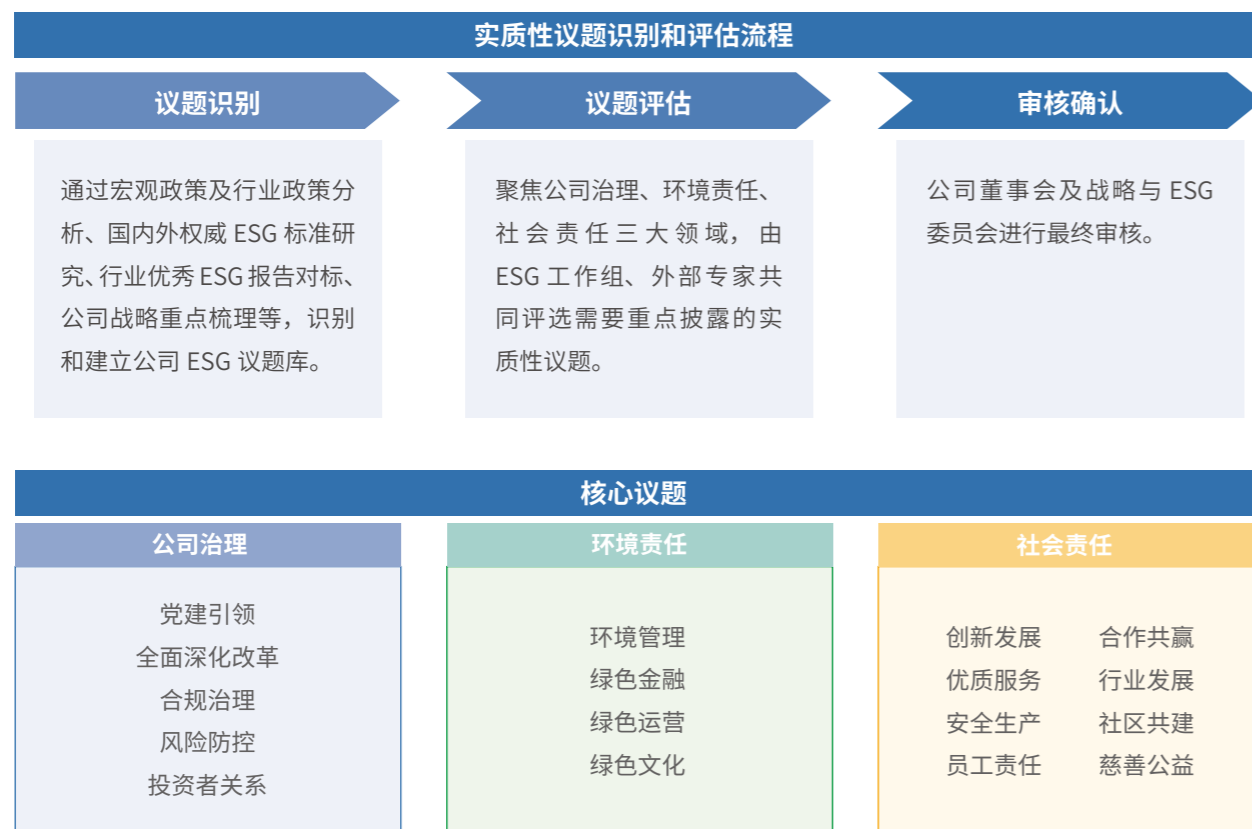 实质性议题识别和评估流程
议题识别
通过宏观政策及行业政策分
析、国内外权威 ESG 标准研
究、行业优秀 ESG 报告对标、
公司战略重点梳理等，识别
和建立公司 ESG 议题库。
议题评估
聚焦公司治理、环境责任、
社会责任三大领域，由
ESG 工作组、外部专家共
同评选需要重点披露的实
质性议题。
审核确认
公司董事会及战略与 ESG
委员会进行最终审核。
核心议题
公司治理
党建引领
全面深化改革
合规治理
风险防控
投资者关系
环境责任
环境管理
绿色金融
绿色运营
绿色文化
社会责任
创新发展 合作共赢
优质服务 行业发展
安全生产 社区共建
员工责任 慈善公益